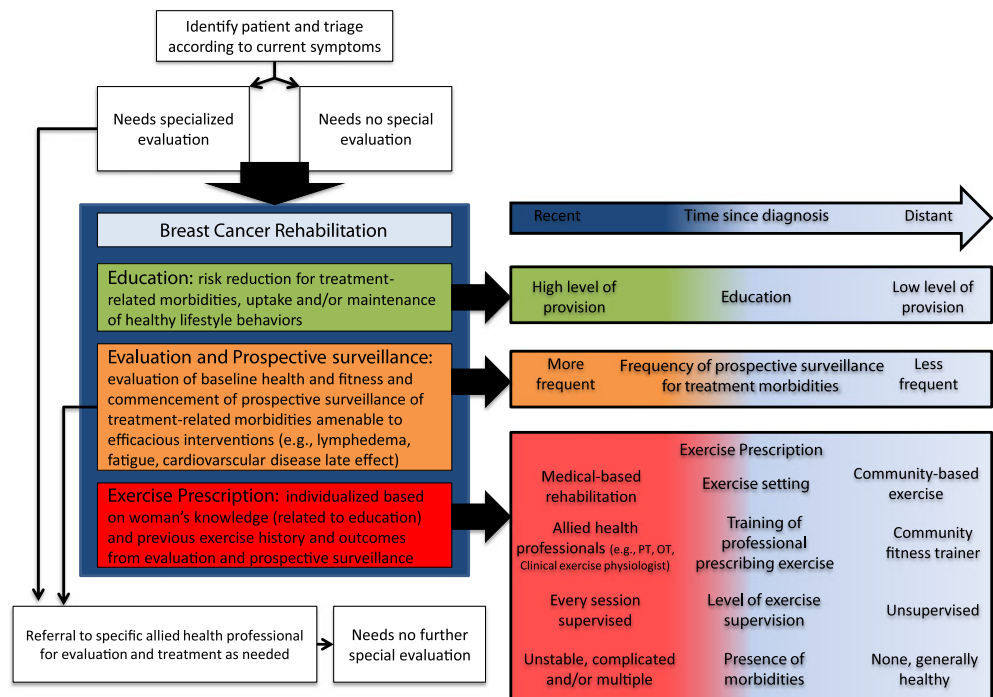 Identify patient and triage
according to current symptoms
Needs specialized
evaluation
Needs no special
evaluation
Breast Cancer Rehabilitation
Education: risk reduction for treatment-
related morbidities, uptake and/or maintenance
of healthy lifestyle behaviors
Evaluation and Prospective surveillance:
evaluation of baseline health and fitness and
commencement of prospective surveillance of
treatment-related morbidities amenable to
efficacious interventions (e.g., lymphedema,
fatigue, cardiovarscular disease late effect)
Exercise Prescription: individualized based
on woman's knowledge (related to education)
and previous exercise history and outcomes
from evaluation and prospective surveillance
Referral to specific allied health professional
for evaluation and treatment as needed
Needs no further
special evaluation
Recent Time since diagnosis Distant
High level of
provision
Education
Low level of
provision
More
frequent
Frequency of prospective surveillance
for treatment morbidities
Less
frequent
Exercise Prescription
Medical-based
rehabilitation
Exercise setting
Community-based
exercise
Allied health
professionals (e.g., PT, OT,
Clinical exercise physiologist)
Training of
professional
prescribing exercise
Community
fitness trainer
Every session
supervised
Level of exercise
supervision
Unsupervised
Unstable, complicated
and/or multiple
Presence of
morbidities
None, generally
healthy